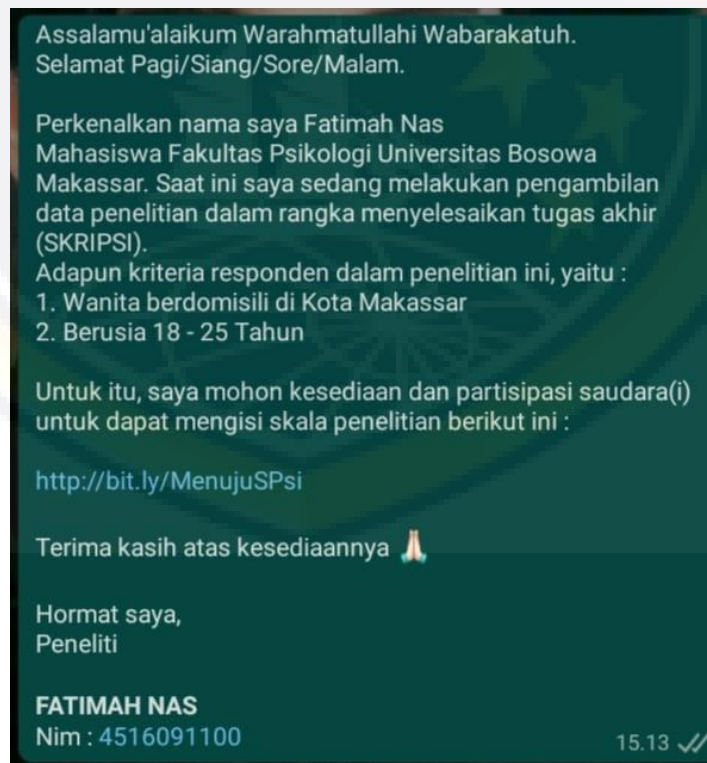 Assalamu'alaikum Warahmatullahi Wabarakatuh.
Selamat Pagi/Siang/Sore/Malam.
Perkenalkan nama saya Fatimah Nas
Mahasiswa Fakultas Psikologi Universitas Bosowa
Makassar. Saat ini saya sedang melakukan pengambilan
data penelitian dalam rangka menyelesaikan tugas akhir
(SKRIPSI).
Adapun kriteria responden dalam penelitian ini, yaitu :
1. Wanita berdomisili di Kota Makassar
2. Berusia 18 - 25 Tahun
Untuk itu, saya mohon kesediaan dan partisipasi saudara(i)
untuk dapat mengisi skala penelitian berikut ini :
http://bit.ly/MenujuSPsi
Terima kasih atas kesediaannya 🙏🏻
Hormat saya,
Peneliti
FATIMAH NAS
Nim : 4516091100
15.13